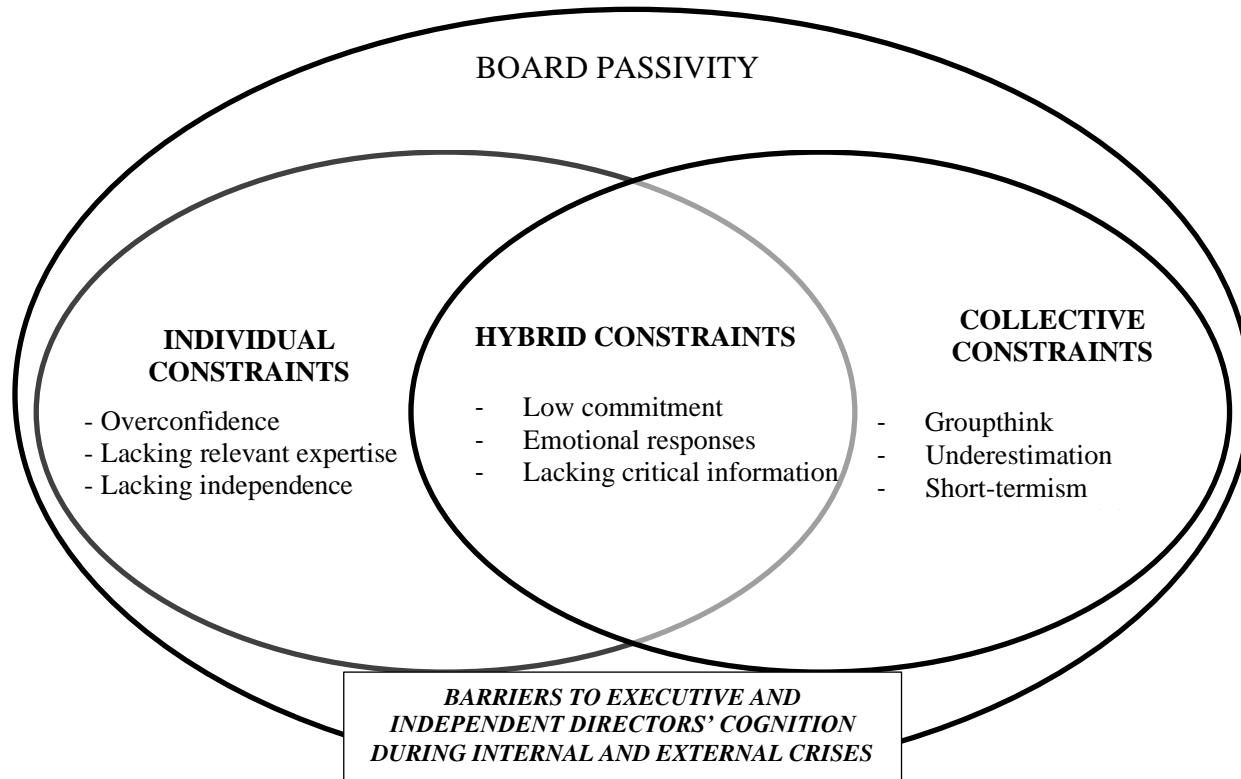 BOARD PASSIVITY
INDIVIDUAL
CONSTRAINTS
- Overconfidence
- Lacking relevant expertise
- Lacking independence
HYBRID CONSTRAINTS
- Low commitment
- Emotional responses
- Lacking critical information
COLLECTIVE
CONSTRAINTS
- Groupthink
- Underestimation
- Short-termism
BARRIERS TO EXECUTIVE AND
INDEPENDENT DIRECTORS’ COGNITION
DURING INTERNAL AND EXTERNAL CRISES